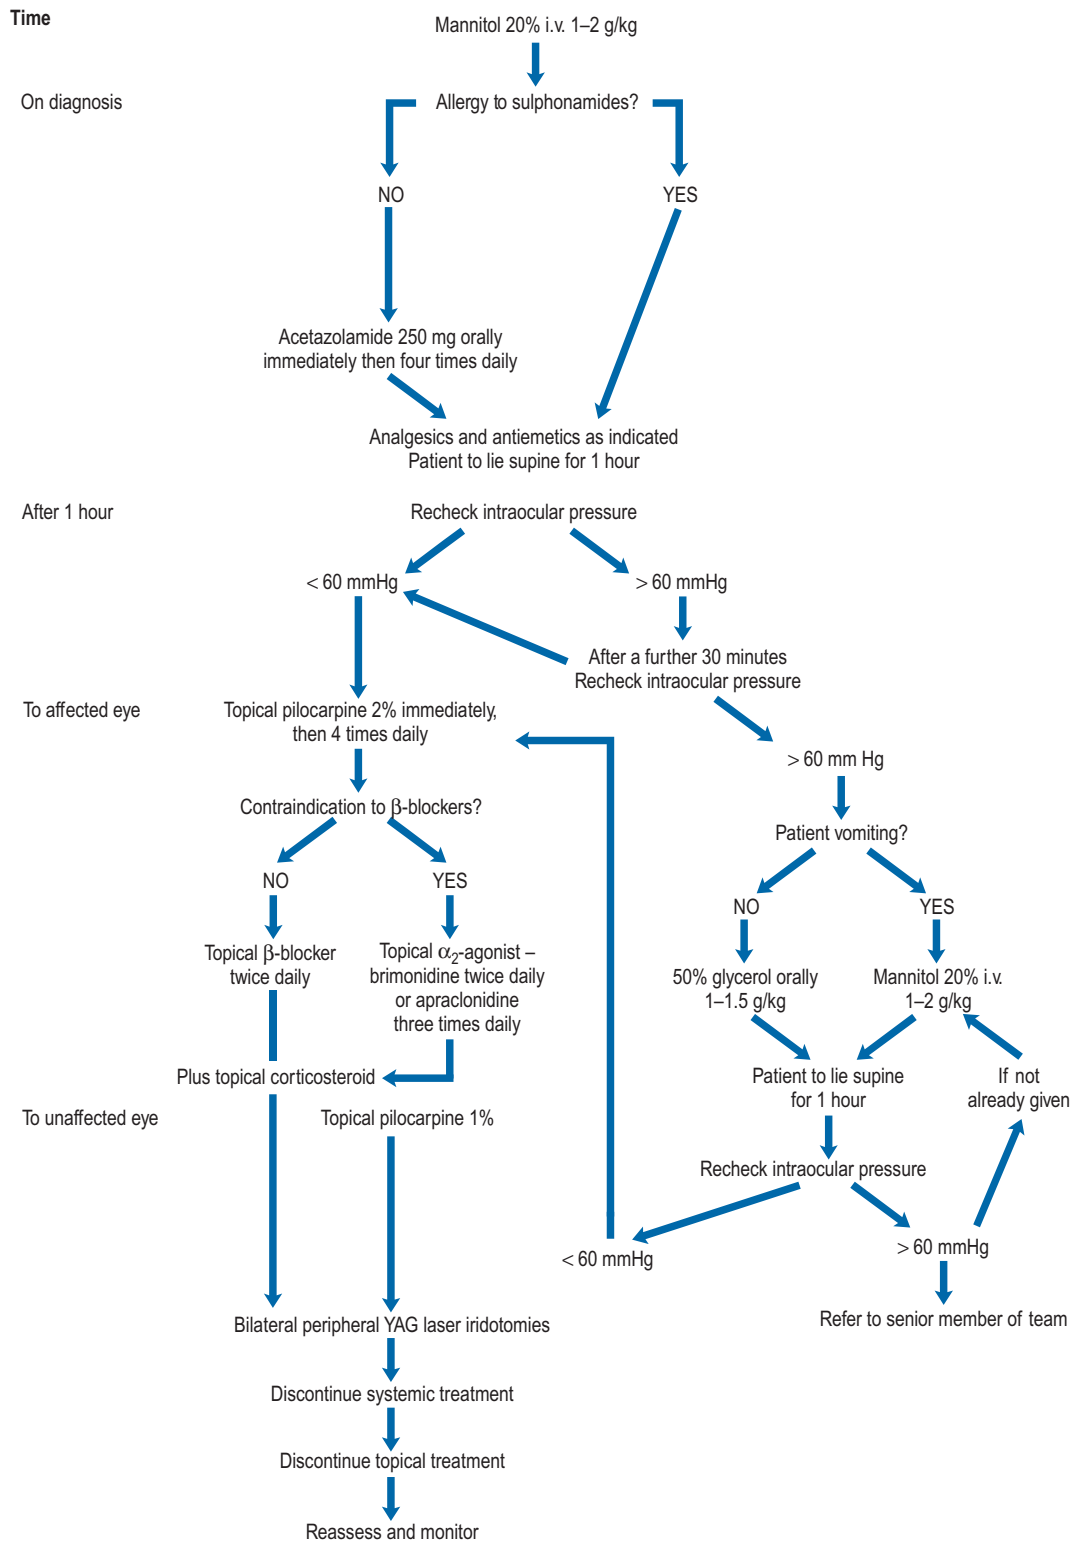 Time
Mannitol 20% i.v. 1–2 g/kg
On diagnosis
Allergy to sulphonamides?
NO
YES
Acetazolamide 250 mg orally
immediately then four times daily
Analgesics and antiemetics as indicated
Patient to lie supine for 1 hour
After 1 hour
Recheck intraocular pressure
< 60 mmHg
> 60 mmHg
After a further 30 minutes
Recheck intraocular pressure
To affected eye
Topical pilocarpine 2% immediately,
then 4 times daily
> 60 mm Hg
Contraindication to β-blockers?
Patient vomiting?
NO
YES
NO
YES
Topical β-blocker
twice daily
Topical α2-agonist –
brimonidine twice daily
or apraclonidine
three times daily
50% glycerol orally
1–1.5 g/kg
Mannitol 20% i.v.
1–2 g/kg
Plus topical corticosteroid
Patient to lie supine
for 1 hour
If not
already given
To unaffected eye
Topical pilocarpine 1%
Recheck intraocular pressure
< 60 mmHg
> 60 mmHg
Refer to senior member of team
Bilateral peripheral YAG laser iridotomies
Discontinue systemic treatment
Discontinue topical treatment
Reassess and monitor